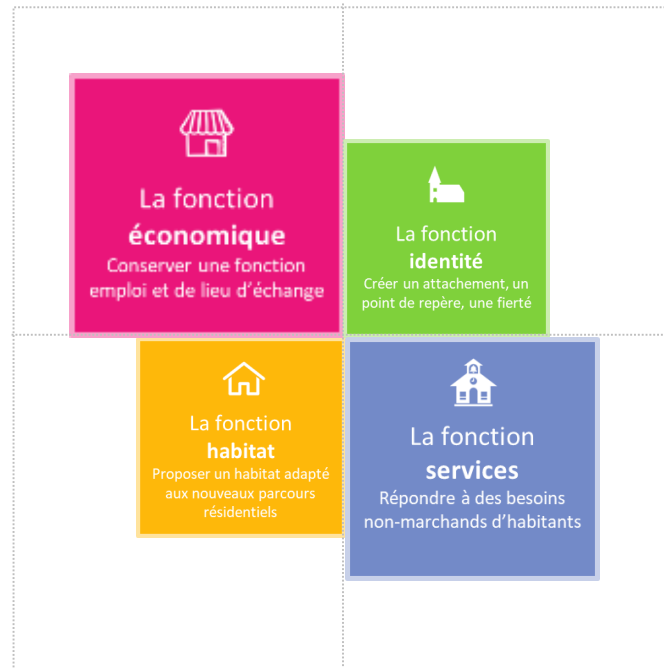 La fonction
économique
Conserver une fonction
emploi et de lieu d'échange
La fonction
identité
Créer un attachement, un
point de repère, une fierté
La fonction
habitat
Proposer un habitat adapté
aux nouveaux parcours
résidentiels
La fonction
services
Répondre à des besoins
non-marchands d'habitants